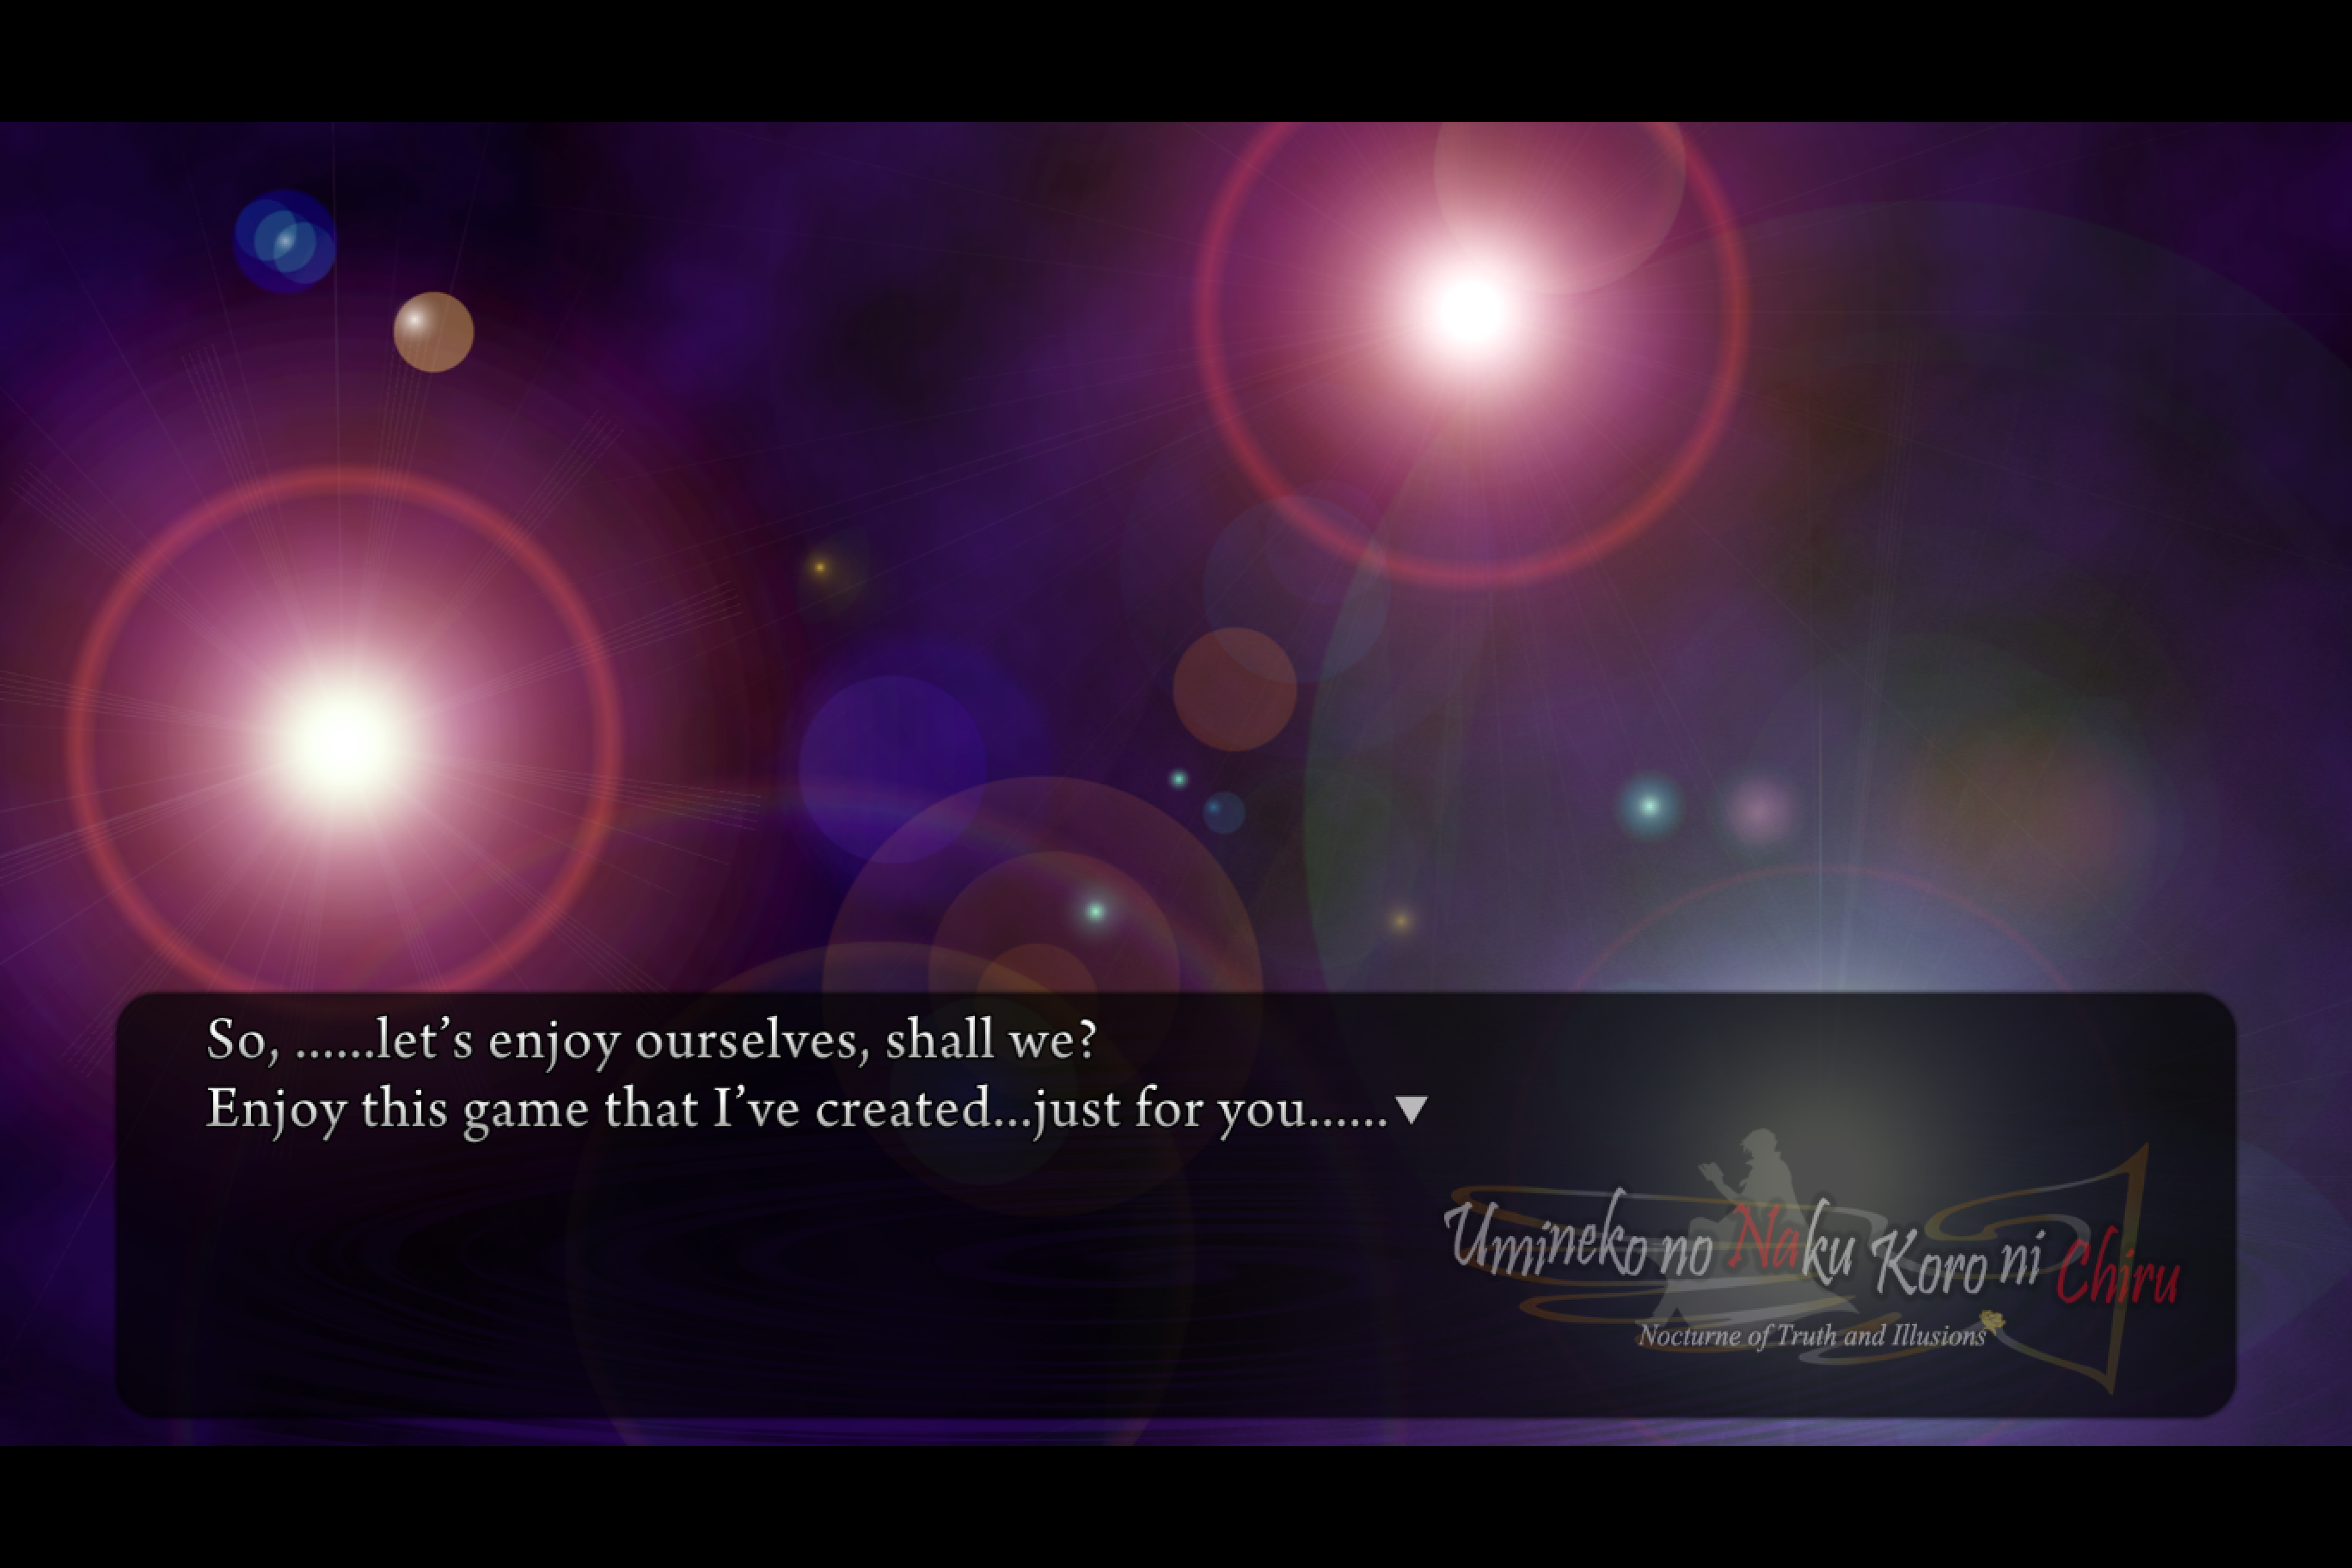 So, ......let's enjoy ourselves, shall we?
Enjoy this game that I've created...just for you......▼
Umineko no Naku Koro ni Chiru
Nocturne of Truth and Illusions